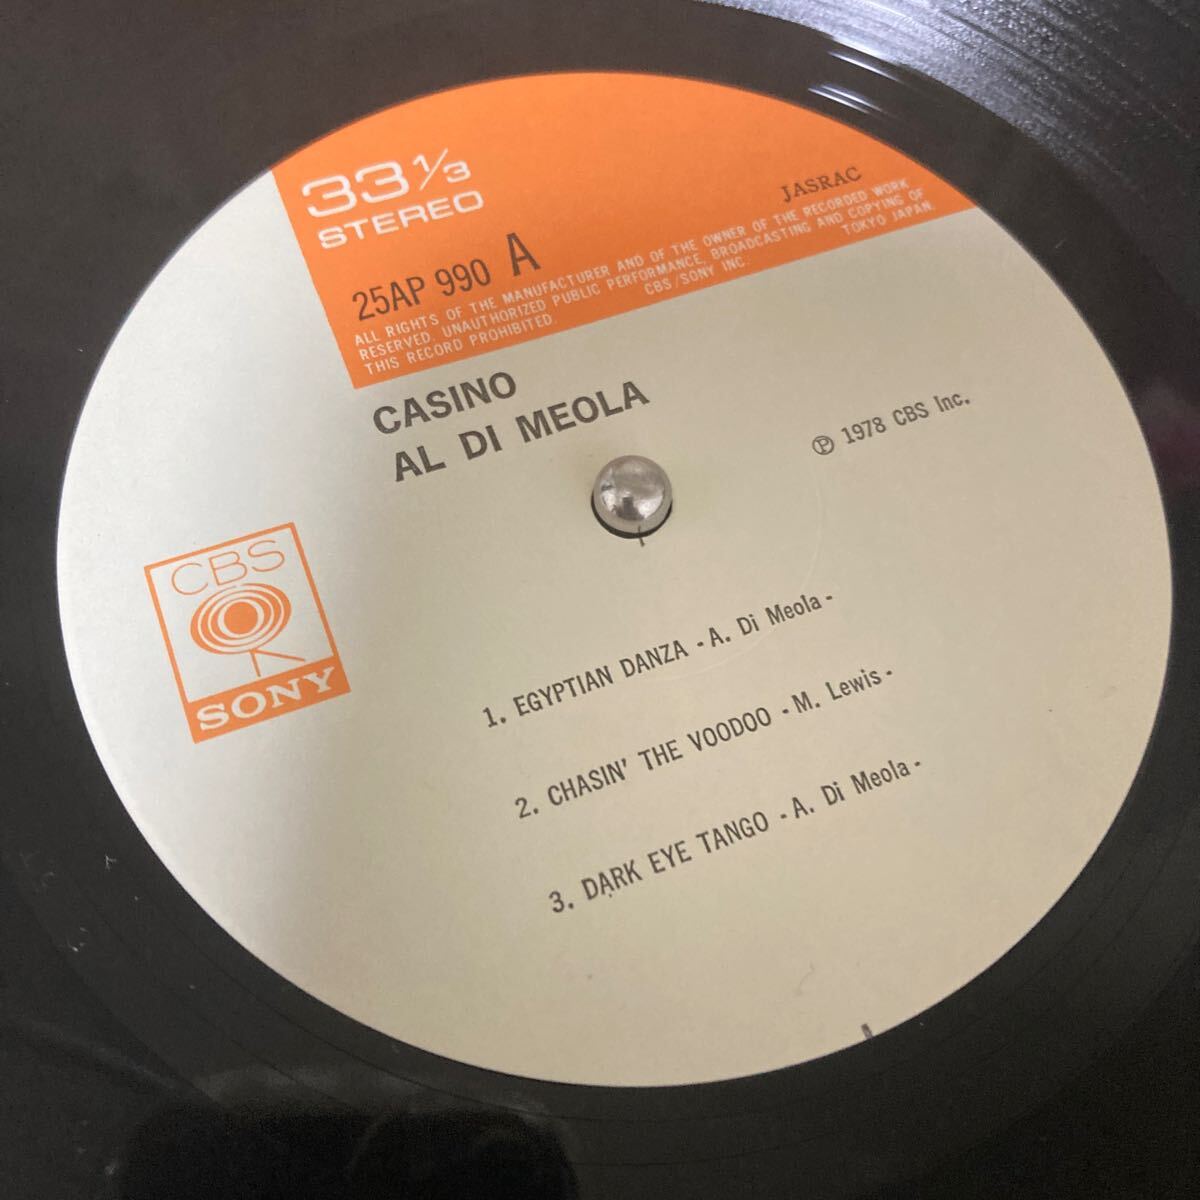 33 1/3
STEREO
JASRAC
25AP 990 A
ALL RIGHTS OF THE MANUFACTURER AND OF THE OWNER OF THE RECORDED WORK
RESERVED. UNAUTHORIZED PUBLIC PERFORMANCE, BROADCASTING AND COPYING OF
THIS RECORD PROHIBITED. CBS/SONY INC. TOKYO JAPAN.
CASINO
AL DI MEOLA
Ⓟ 1978 CBS Inc.
CBS
SONY
1. EGYPTIAN DANZA - A. Di Meola -
2. CHASIN' THE VOODOO - M. Lewis -
3. DARK EYE TANGO - A. Di Meola -